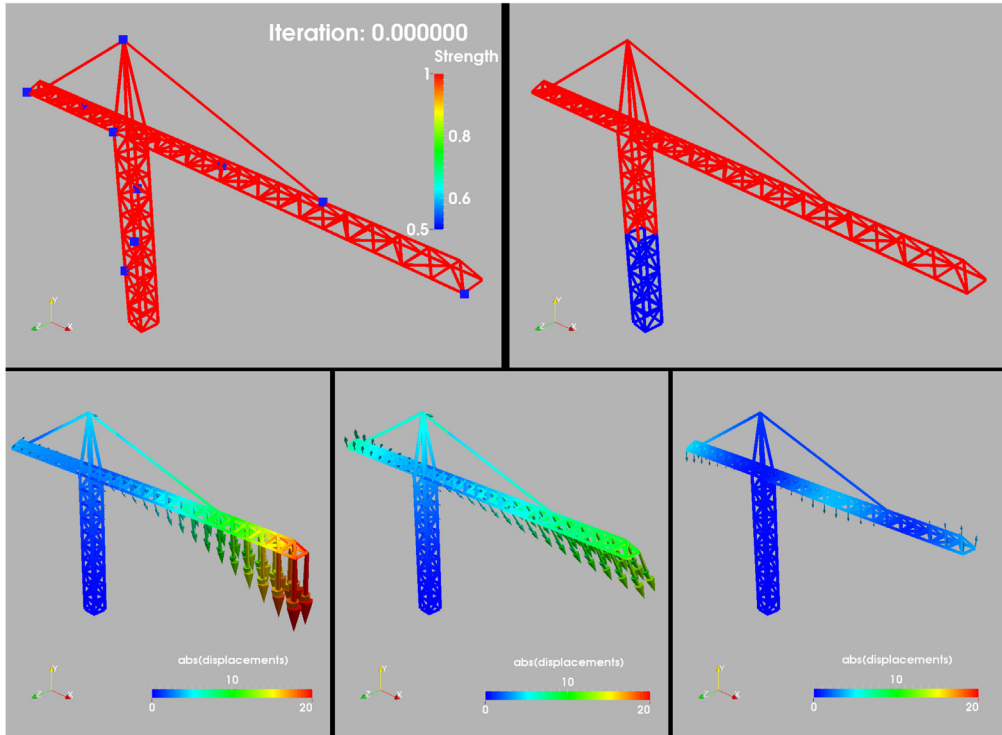 Iteration: 0.000000
Strength
1
0.8
0.6
0.5
Y
Z X
Y
Z X
abs(displacements)
10
0 20
Y
Z X
abs(displacements)
10
0 20
Y
Z X
abs(displacements)
10
0 20
Y
Z X